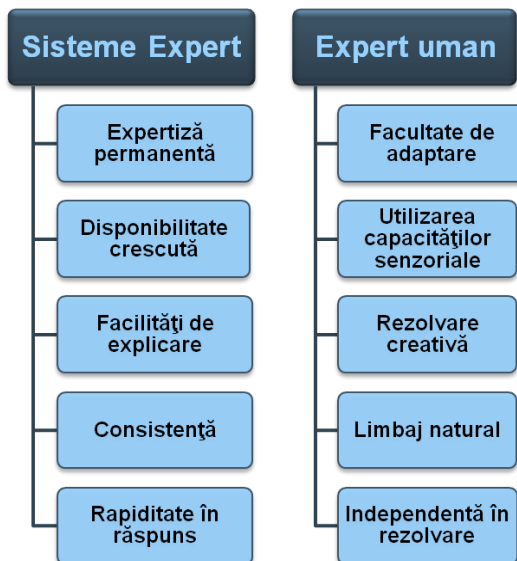 Sisteme Expert
Expertiză
permanentă
Disponibilitate
crescută
Facilităţi de
explicare
Consistenţă
Rapiditate în
răspuns
Expert uman
Facultate de
adaptare
Utilizarea
capacităţilor
senzoriale
Rezolvare
creativă
Limbaj natural
Independentă în
rezolvare